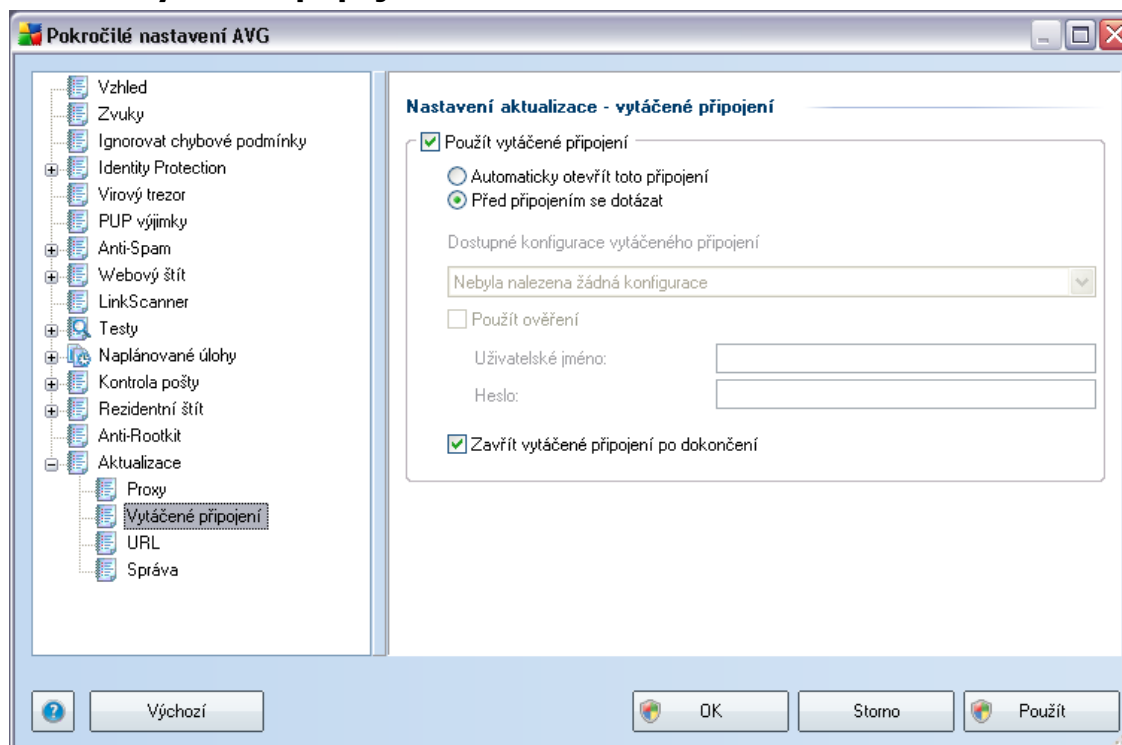 Pokročilé nastavení AVG
Vzhled
Zvuky
Ignorovat chybové podmínky
Identity Protection
Virový trezor
PUP výjimky
Anti-Spam
Webový štít
LinkScanner
Testy
Naplánované úlohy
Kontrola pošty
Rezidentní štít
Anti-Rootkit
Aktualizace
Proxy
Vytáčené připojení
URL
Správa
Nastavení aktualizace - vytáčené připojení
Použít vytáčené připojení
Automaticky otevřít toto připojení
Před připojením se dotázat
Dostupné konfigurace vytáčeného připojení
Nebyla nalezena žádná konfigurace
Použít ověření
Uživatelské jméno:
Heslo:
Zavřít vytáčené připojení po dokončení
Výchozí
OK
Storno
Použít